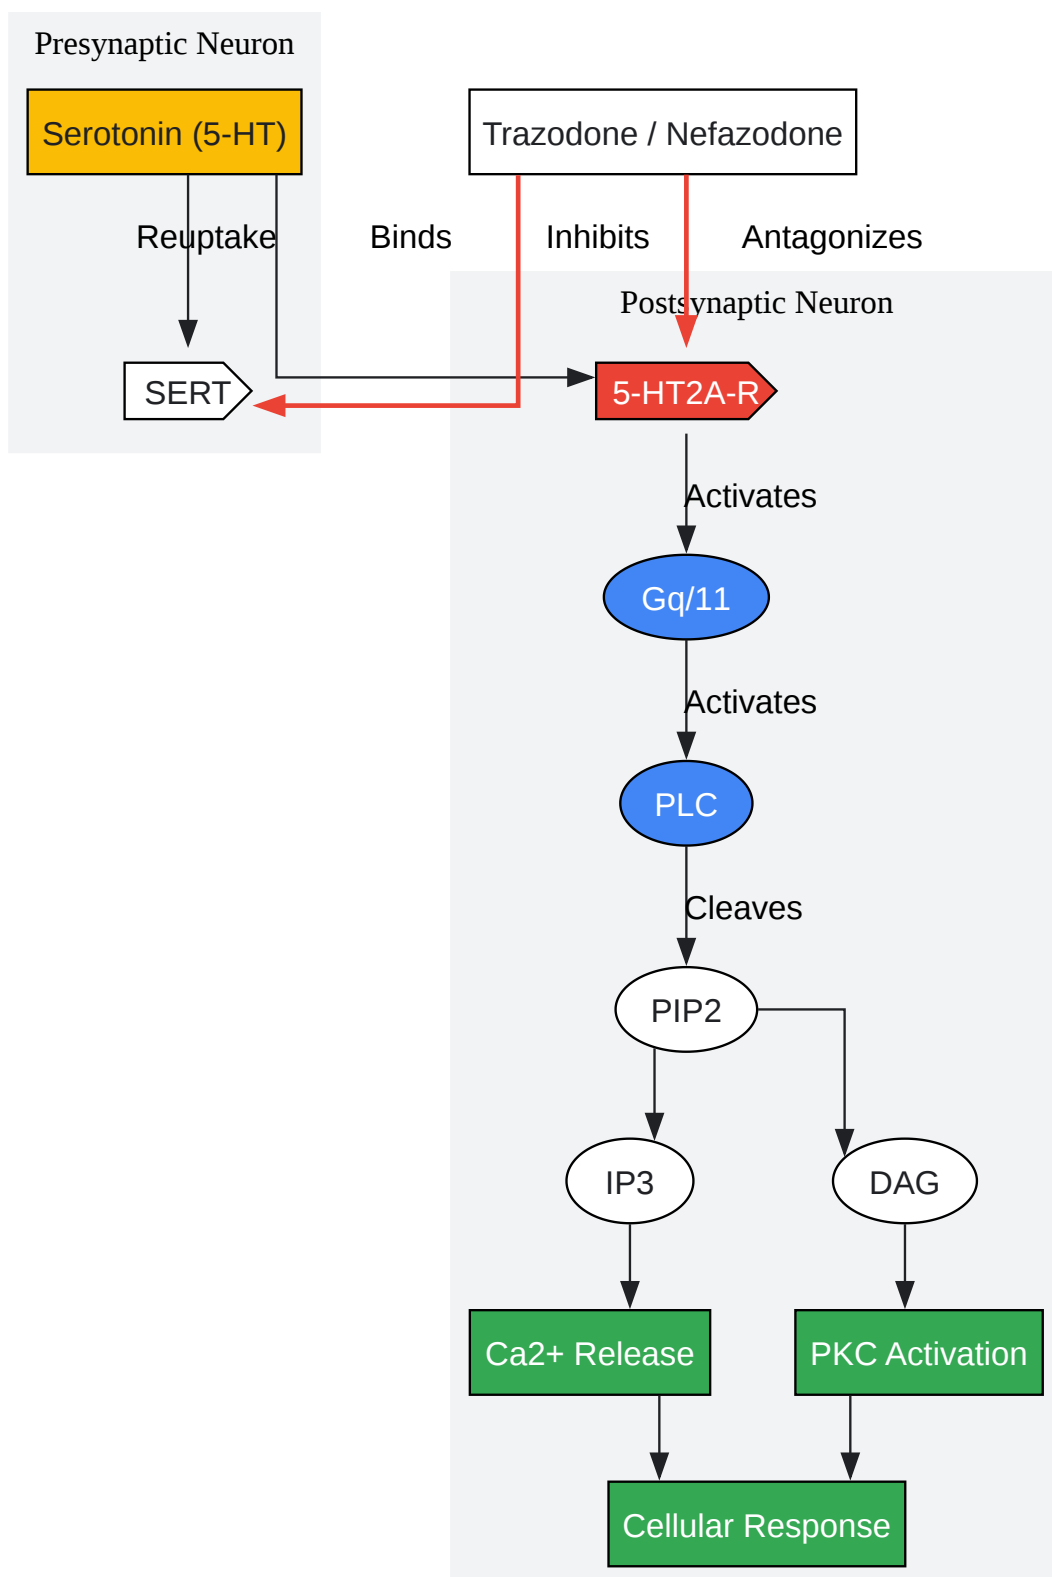 Presynaptic Neuron
Serotonin (5-HT)
Trazodone / Nefazodone
Reuptake
Binds
Inhibits
Antagonizes
Postsynaptic Neuron
SERT
5-HT2A-R
Activates
Gq/11
Activates
PLC
Cleaves
PIP2
IP3
DAG
Ca2+ Release
PKC Activation
Cellular Response